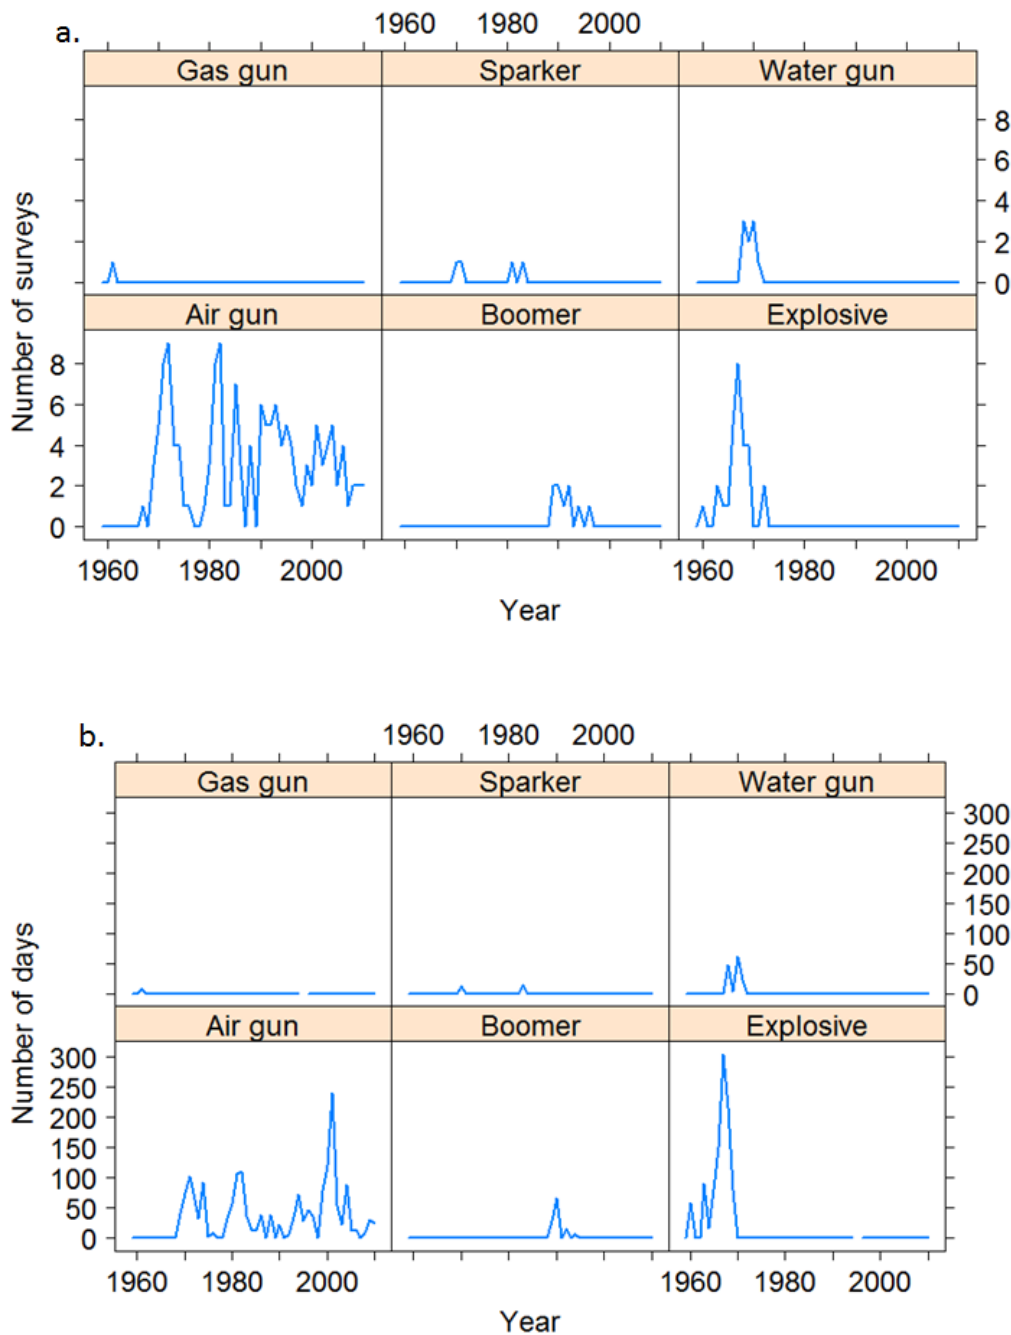 a.
1960 1980 2000
Gas gun Sparker Water gun
8
6
4
2
0
Number of surveys
Air gun Boomer Explosive
8
6
4
2
0
1960 1980 2000 1960 1980 2000
Year
b.
1960 1980 2000
Gas gun Sparker Water gun
300
250
200
150
100
50
0
Number of days
Air gun Boomer Explosive
300
250
200
150
100
50
0
1960 1980 2000 1960 1980 2000
Year